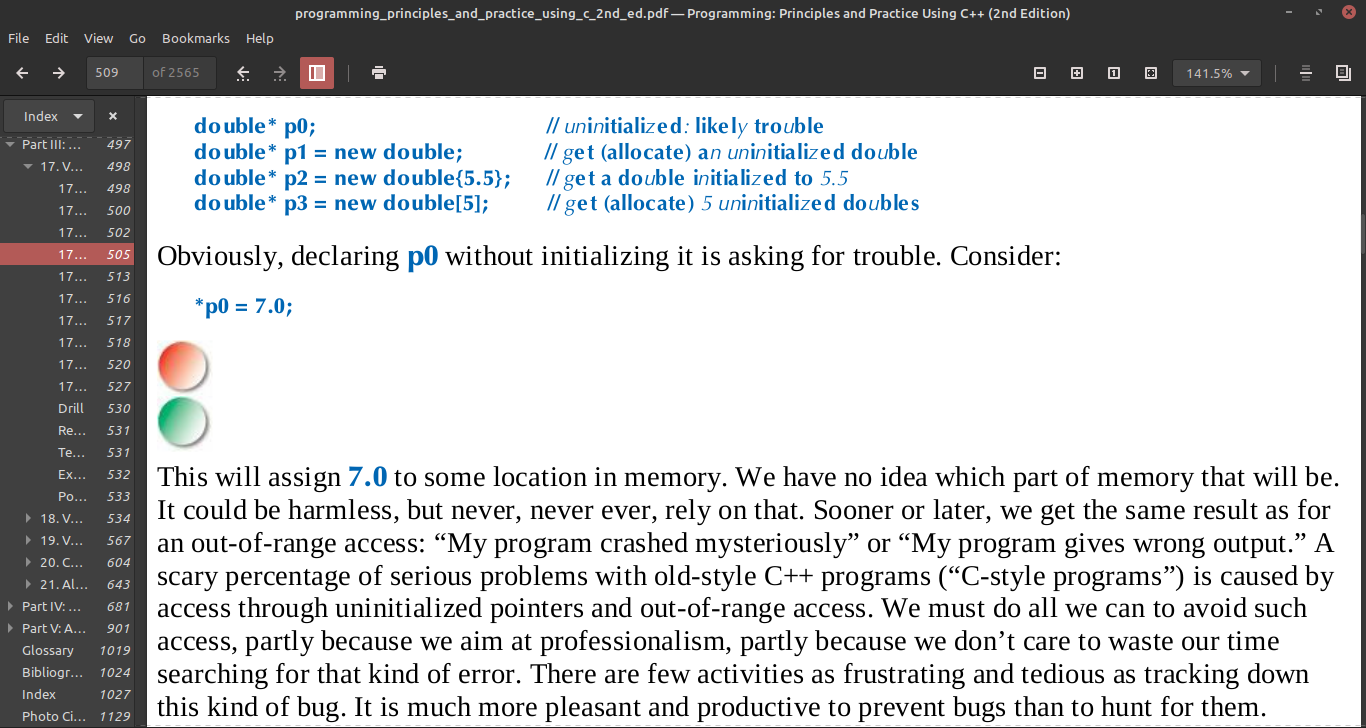 programming_principles_and_practice_using_c_2nd_ed.pdf — Programming: Principles and Practice Using C++ (2nd Edition)
File Edit View Go Bookmarks Help
509 of 2565 141.5%
Index
Part III: ... 497
17. V... 498
17... 498
17... 500
17... 502
17... 505
17... 513
17... 516
17... 517
17... 518
17... 520
17... 527
Drill 530
Re... 531
Te... 531
Ex... 532
Po... 533
18. V... 534
19. V... 567
20. C... 604
21. Al... 643
Part IV: ... 681
Part V: A... 901
Glossary 1019
Bibliogr... 1024
Index 1027
Photo Ci... 1129
double* p0; // uninitialized: likely trouble
double* p1 = new double; // get (allocate) an uninitialized double
double* p2 = new double{5.5}; // get a double initialized to 5.5
double* p3 = new double[5]; // get (allocate) 5 uninitialized doubles
Obviously, declaring p0 without initializing it is asking for trouble. Consider:
*p0 = 7.0;
This will assign 7.0 to some location in memory. We have no idea which part of memory that will be.
It could be harmless, but never, never ever, rely on that. Sooner or later, we get the same result as for
an out-of-range access: “My program crashed mysteriously” or “My program gives wrong output.” A
scary percentage of serious problems with old-style C++ programs (“C-style programs”) is caused by
access through uninitialized pointers and out-of-range access. We must do all we can to avoid such
access, partly because we aim at professionalism, partly because we don’t care to waste our time
searching for that kind of error. There are few activities as frustrating and tedious as tracking down
this kind of bug. It is much more pleasant and productive to prevent bugs than to hunt for them.